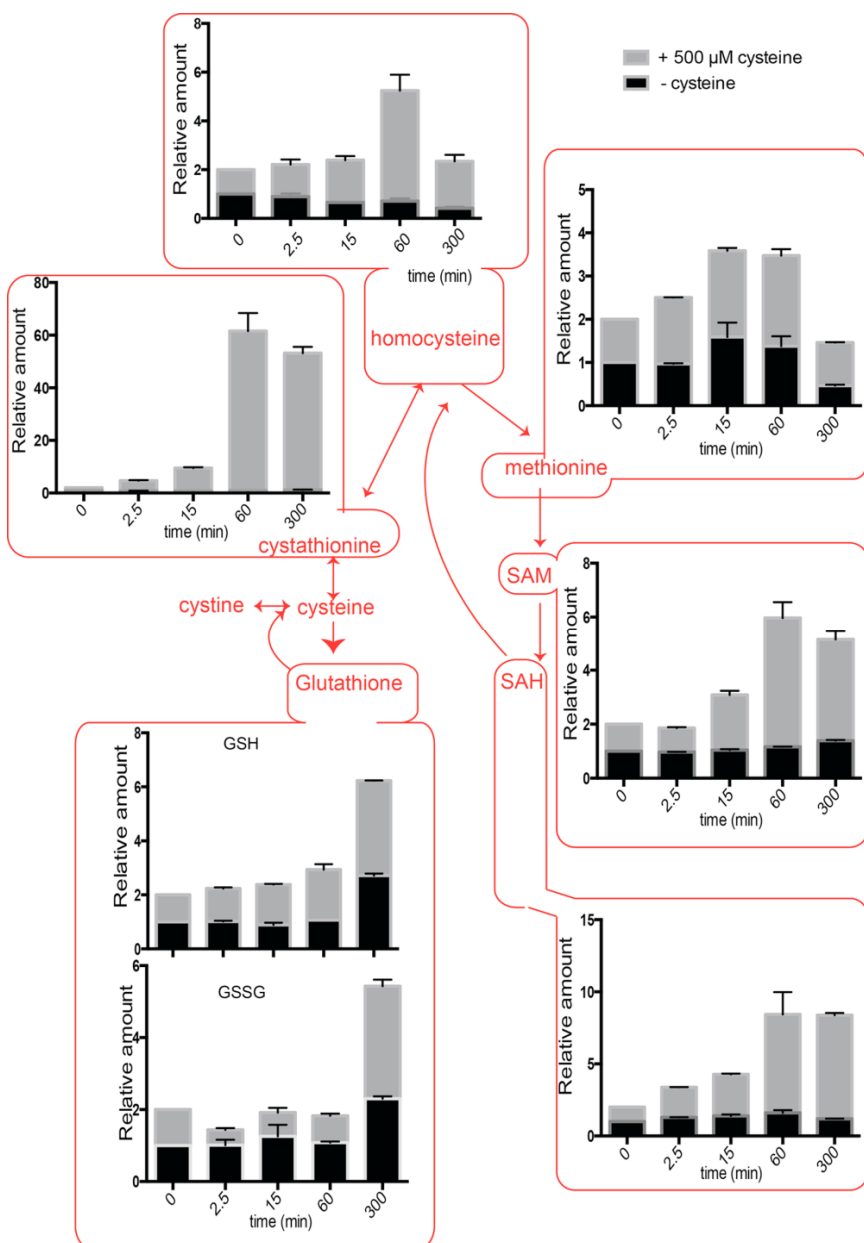 8
6
4
2
0
Relative amount
0
2.5
15
60
300
time (min)
+ 500 µM cysteine
- cysteine
5
4
3
2
1
0
Relative amount
0
2.5
15
60
300
time (min)
80
60
40
20
0
Relative amount
0
2.5
15
60
300
time (min)
homocysteine
methionine
cystathionine
SAM
cystine
cysteine
Glutathione
SAH
8
6
4
2
0
Relative amount
0
2.5
15
60
300
time (min)
GSH
8
6
4
2
0
Relative amount
GSSG
6
4
2
0
Relative amount
0
2.5
15
60
300
time (min)
15
10
5
0
Relative amount
0
2.5
15
60
300
time (min)